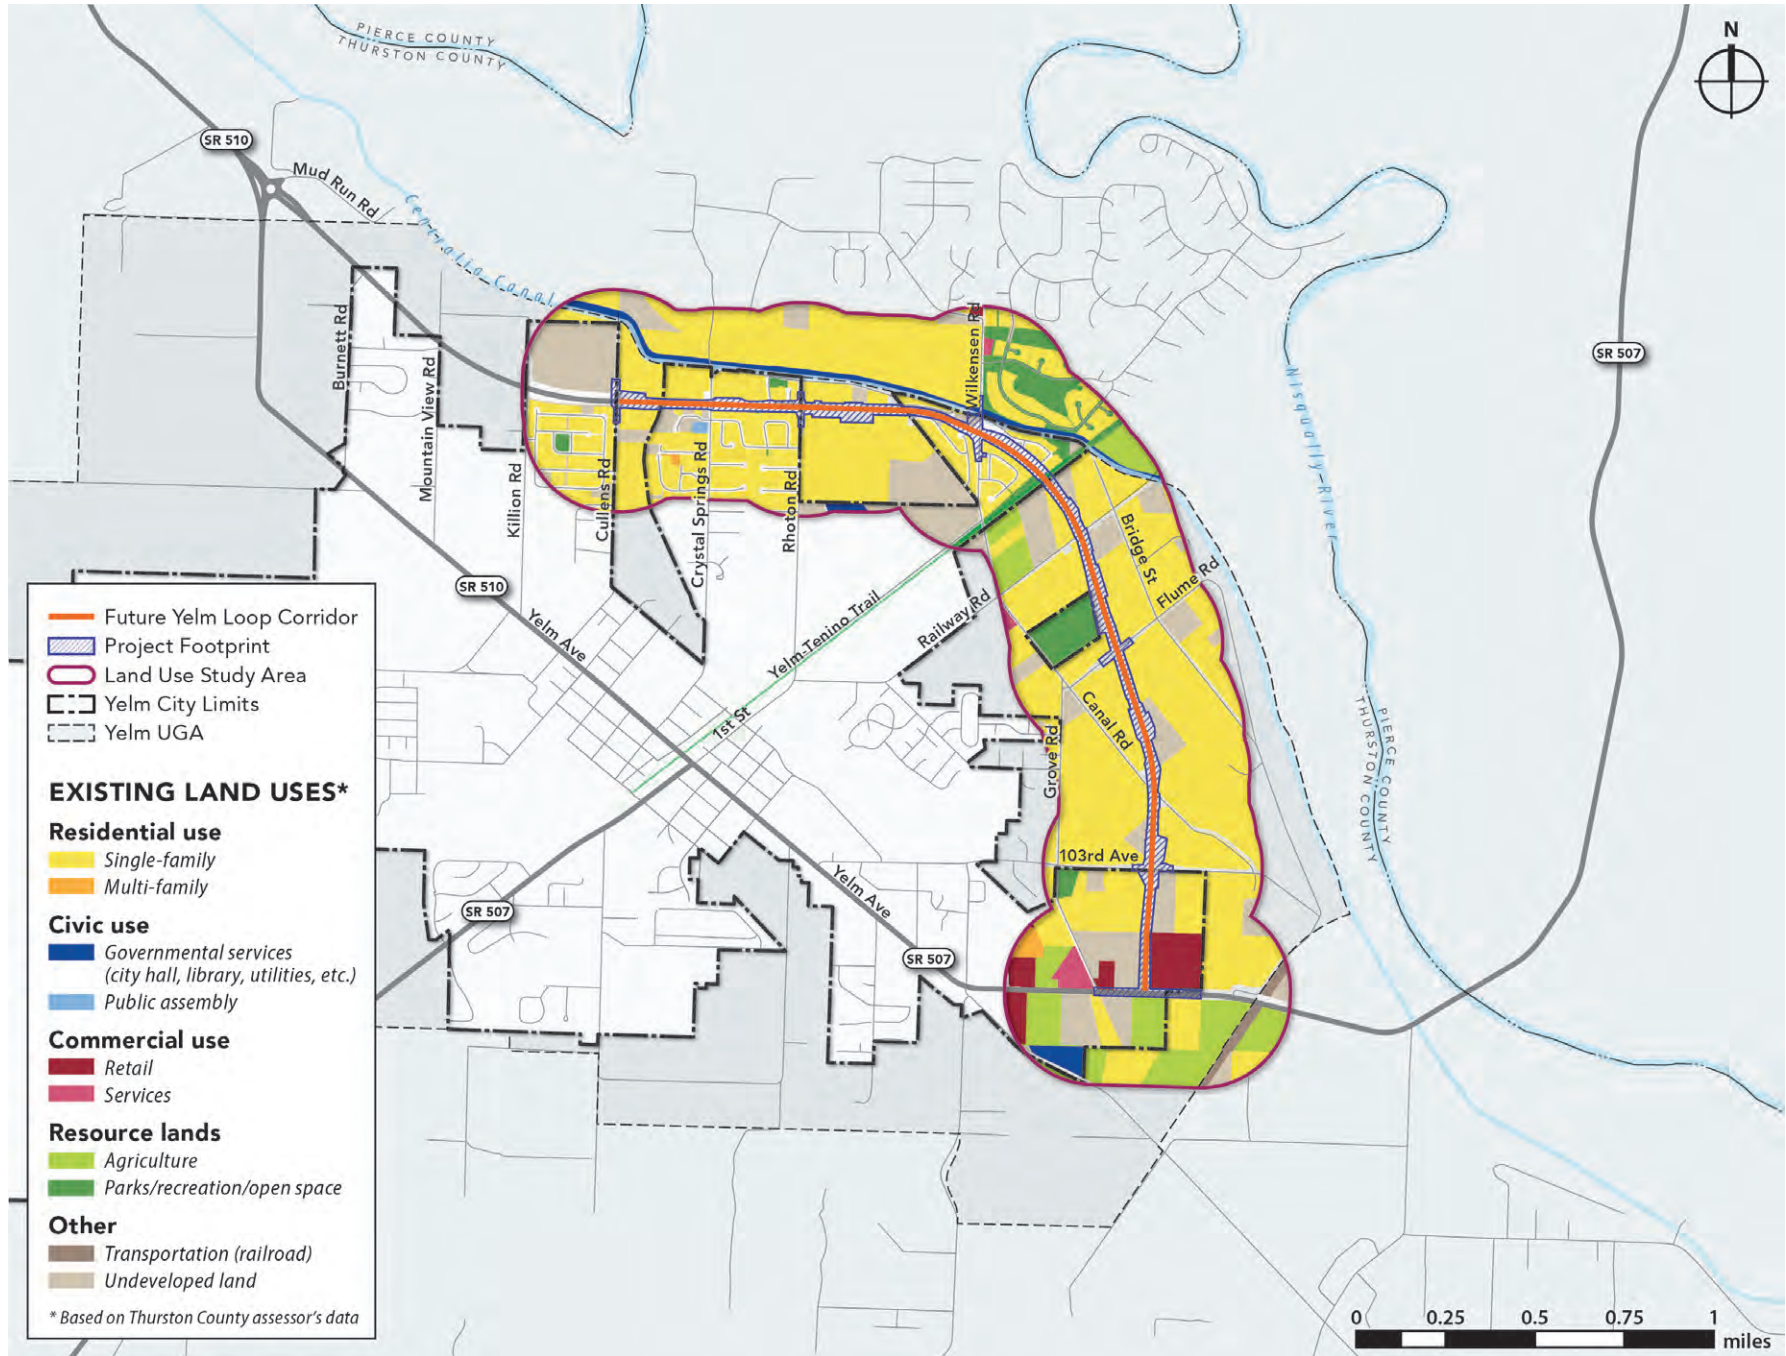 PIERCE COUNTY
THURSTON COUNTY
N
SR 510
Mud Run Rd
Centralia Canal
SR 507
Burnett Rd
Mountain View Rd
Killion Rd
Cullens Rd
Crystal Springs Rd
Rhoton Rd
Wilkensen Rd
Nisqually River
Bridge St
Flume Rd
SR 510
Yelm Ave
Yelm-Tenino Trail
Railway Rd
1st St
Canal Rd
Grove Rd
PIERCE COUNTY
THURSTON COUNTY
103rd Ave
Yelm Ave
SR 507
SR 507
Future Yelm Loop Corridor
Project Footprint
Land Use Study Area
Yelm City Limits
Yelm UGA
EXISTING LAND USES*
Residential use
Single-family
Multi-family
Civic use
Governmental services
(city hall, library, utilities, etc.)
Public assembly
Commercial use
Retail
Services
Resource lands
Agriculture
Parks/recreation/open space
Other
Transportation (railroad)
Undeveloped land
* Based on Thurston County assessor's data
0 0.25 0.5 0.75 1
miles